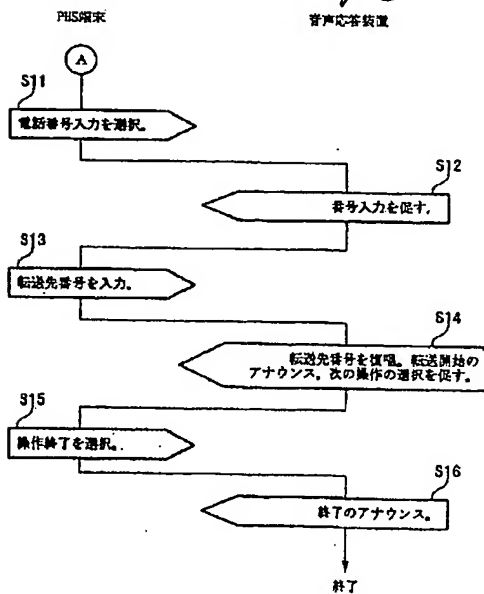 PHS端末
音声応答装置
A
S11
電話番号入力を選択。
S12
番号入力を促す。
S13
転送先番号を入力。
S14
転送先番号を復唱。転送開始の
アナウンス。次の操作の選択を促す。
S15
操作終了を選択。
S16
終了のアナウンス。
終了